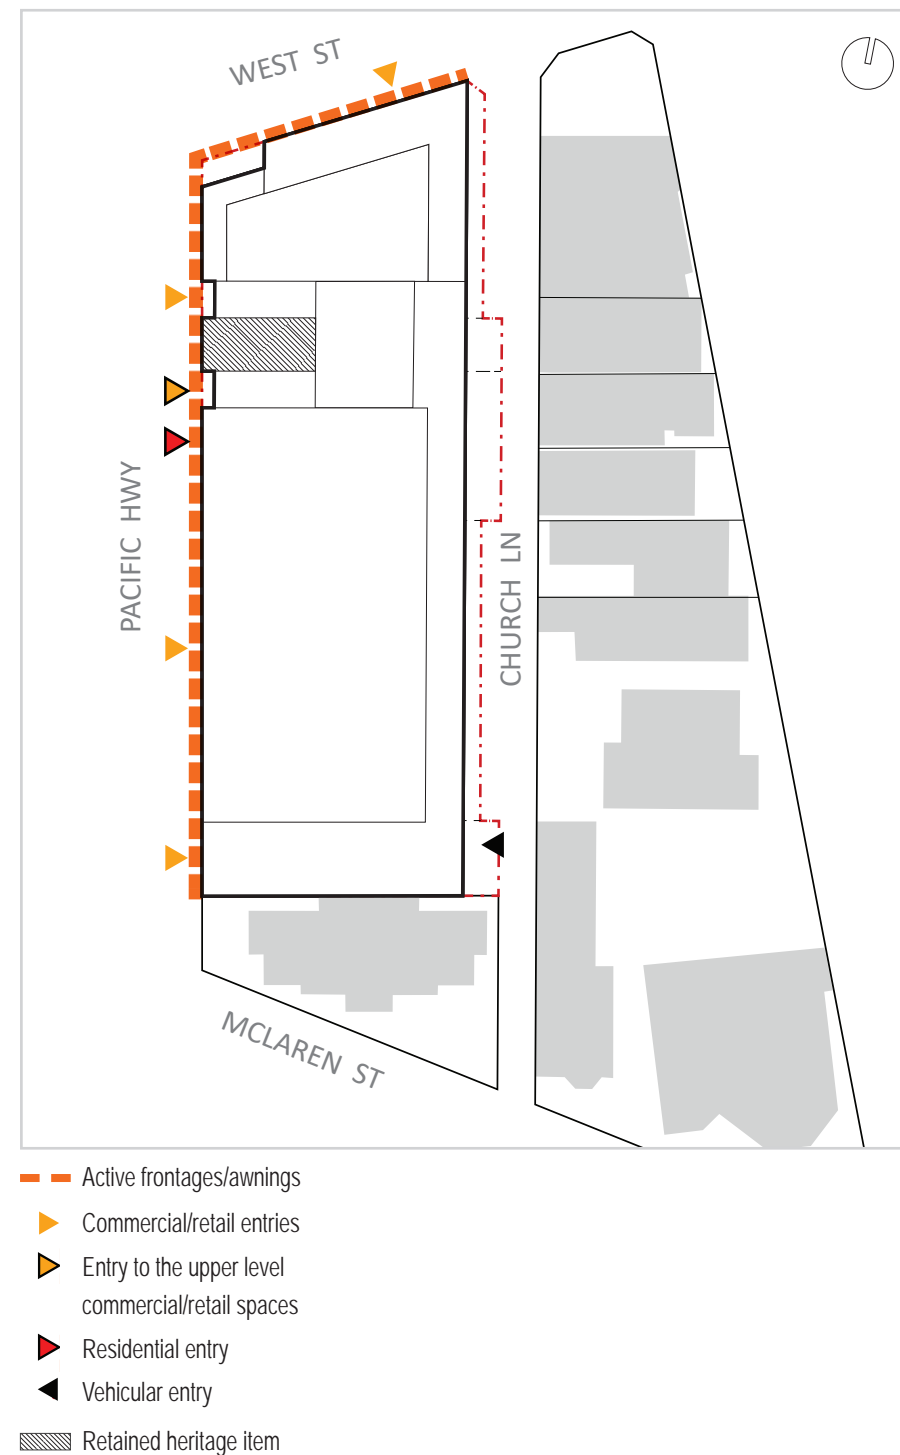 WEST ST
PACIFIC HWY
CHURCH LN
MCLAREN ST
Active frontages/awnings
Commercial/retail entries
Entry to the upper level
commercial/retail spaces
Residential entry
Vehicular entry
Retained heritage item